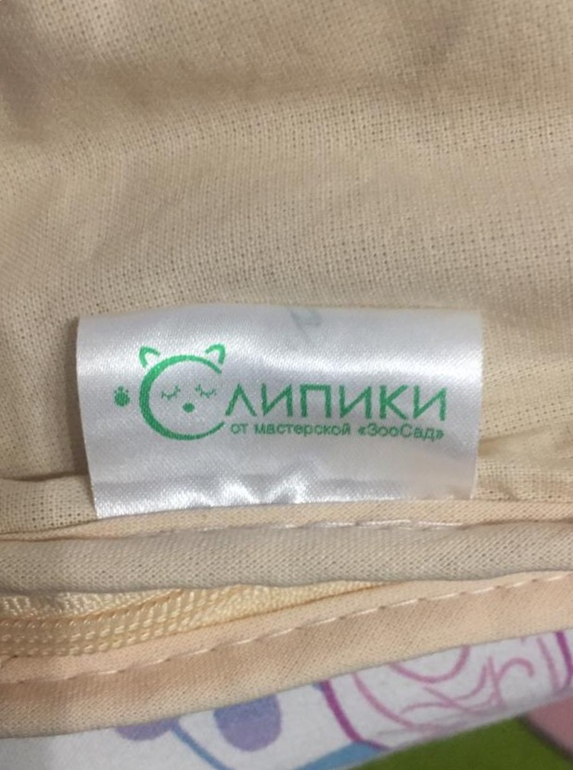 Слипики
от мастерской «ЗооСад»